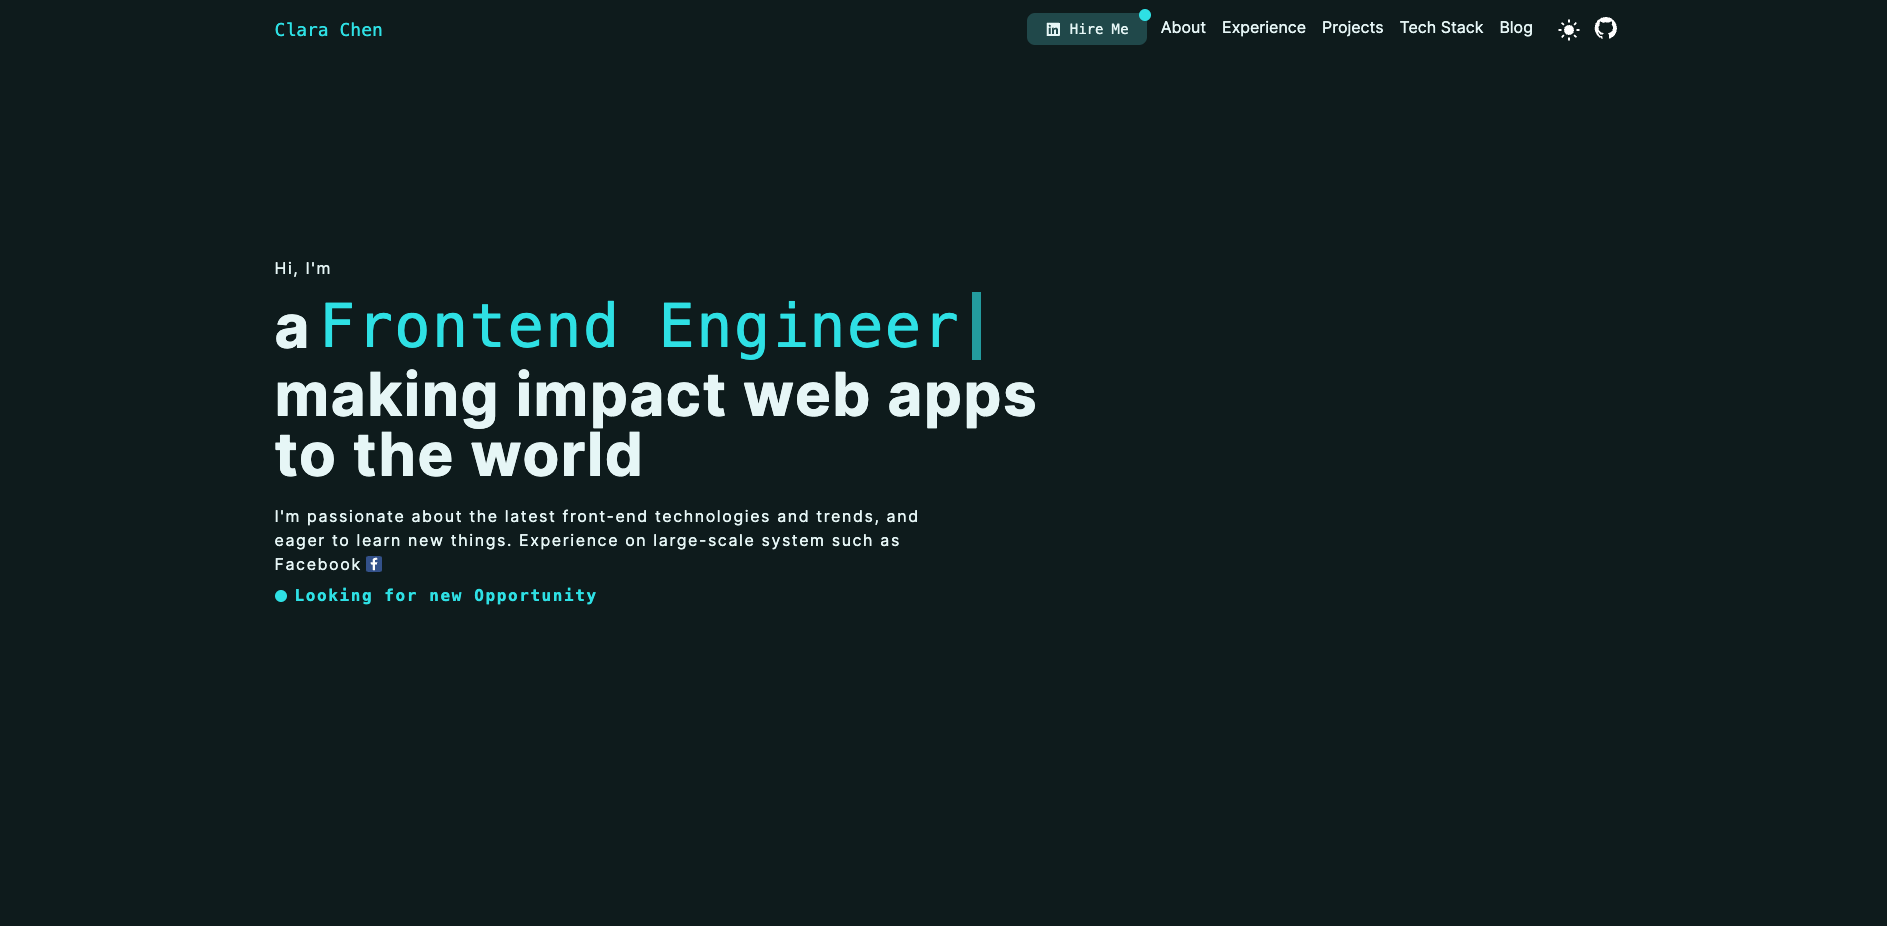 Clara Chen
Hire Me
About
Experience
Projects
Tech Stack
Blog
Hi, I'm
a Frontend Engineer
making impact web apps
to the world
I'm passionate about the latest front-end technologies and trends, and
eager to learn new things. Experience on large-scale system such as
Facebook
Looking for new Opportunity